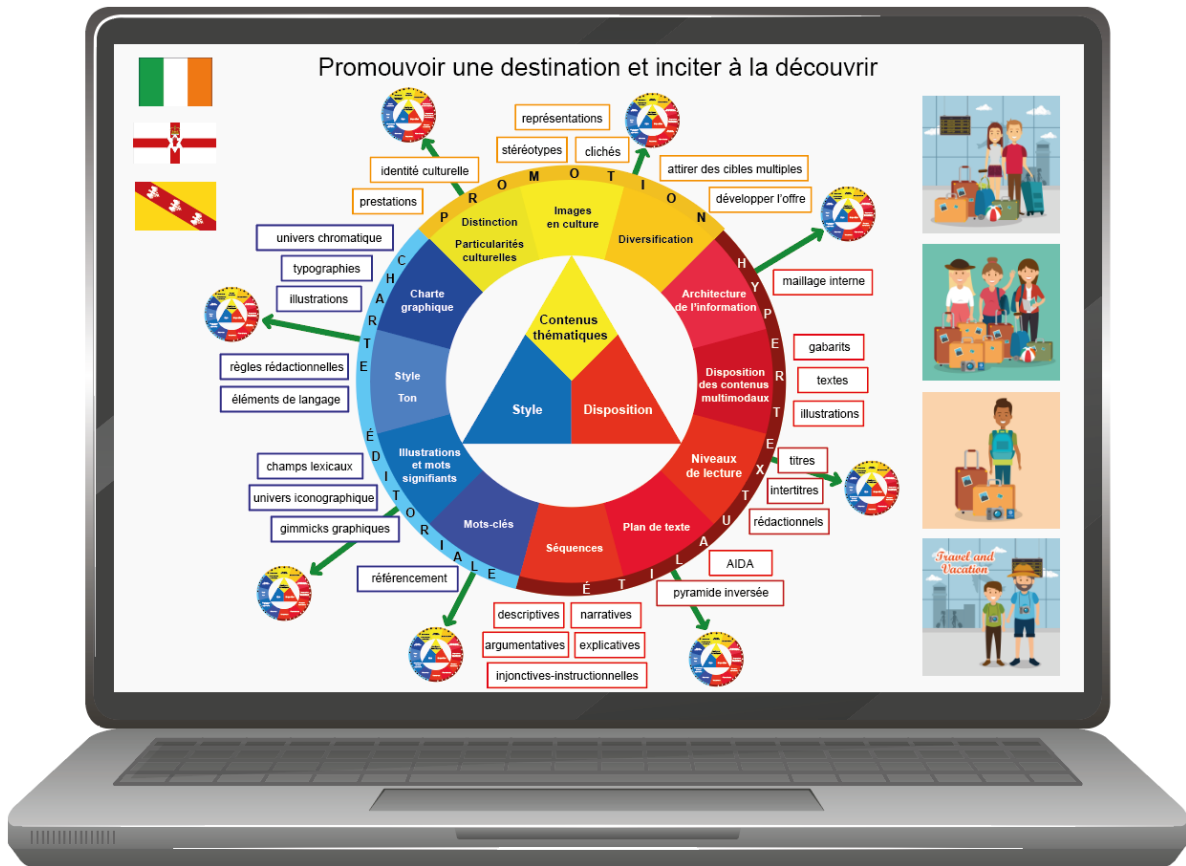 Promouvoir une destination et inciter à la découvrir
représentations
stéréotypes
clichés
identité culturelle
attirer des cibles multiples
prestations
développer l'offre
PROMOTION
Distinction
Particularités
culturelles
Images
en culture
Diversification
univers chromatique
typographies
illustrations
CHARTE ÉDITORIALE
Charte
graphique
règles rédactionnelles
éléments de langage
Style
Ton
champs lexicaux
univers iconographique
gimmicks graphiques
Illustrations
et mots
signifiants
référencement
Mots-clés
HYPERTEXTUALITÉ
Architecture
de l'information
maillage interne
Disposition
des contenus
multimodaux
gabarits
textes
illustrations
Niveaux
de lecture
titres
intertitres
rédactionnels
Plan de texte
AIDA
pyramide inversée
Séquences
descriptives
narratives
argumentatives
explicatives
injonctives-instructionnelles
Contenus
thématiques
Style
Disposition
Travel and
Vacation